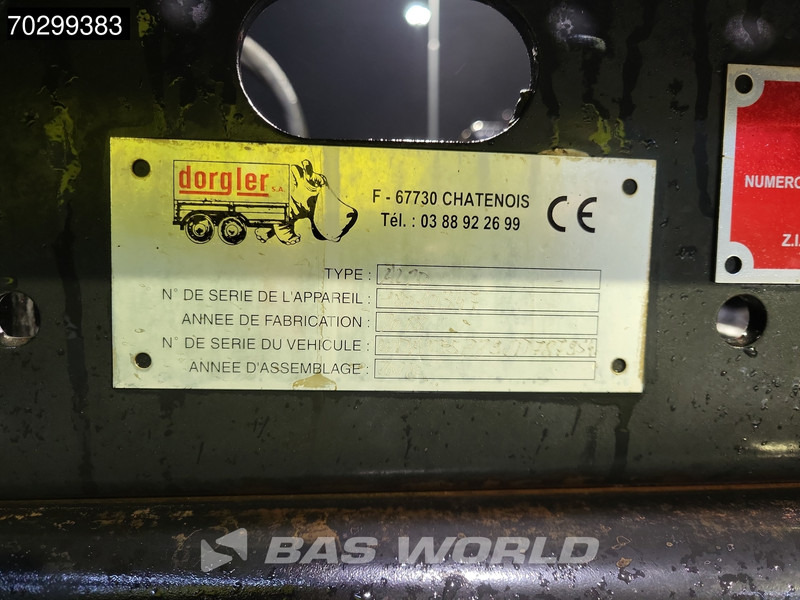 70299383
dorgler S.A.
F - 67730 CHATENOIS
Tél. : 03 88 92 26 99
CE
TYPE :
N° DE SERIE DE L'APPAREIL :
ANNEE DE FABRICATION :
N° DE SERIE DU VEHICULE :
ANNEE D'ASSEMBLAGE :
NUMERO
Z.I.
BAS WORLD